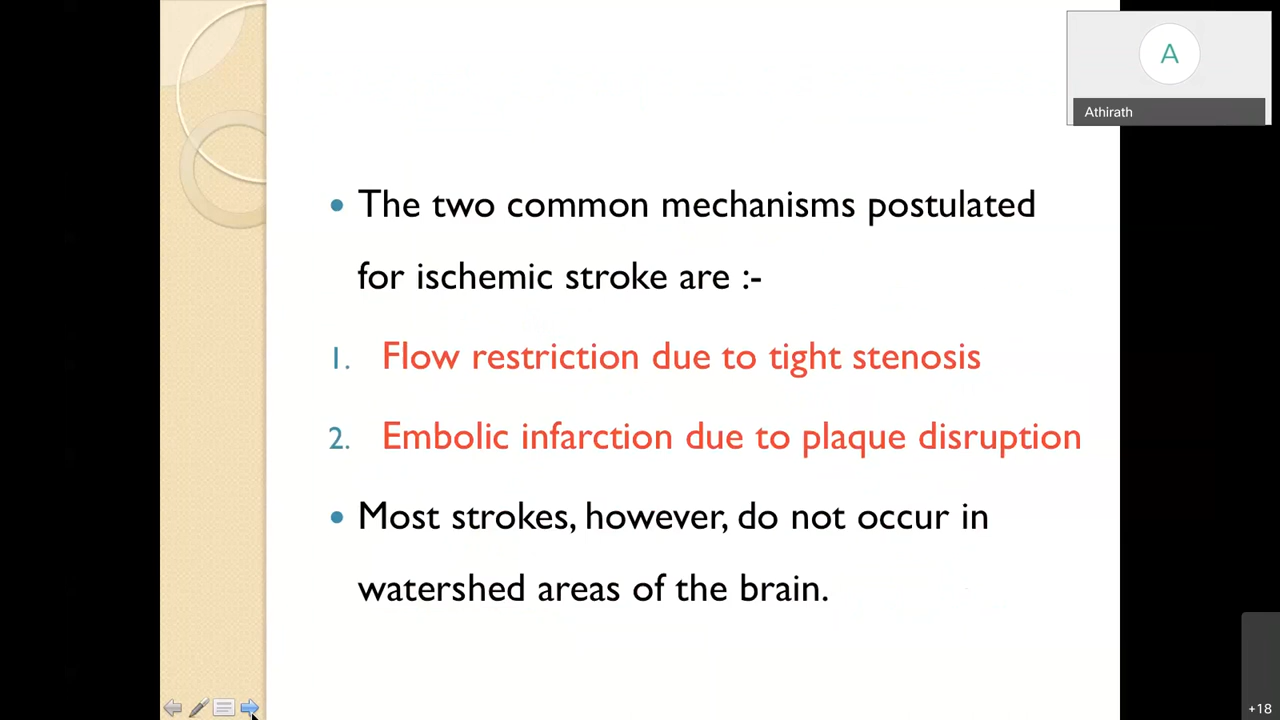 A
Athirath
• The two common mechanisms postulated
for ischemic stroke are :-
1. Flow restriction due to tight stenosis
2. Embolic infarction due to plaque disruption
• Most strokes, however, do not occur in
watershed areas of the brain.
+18